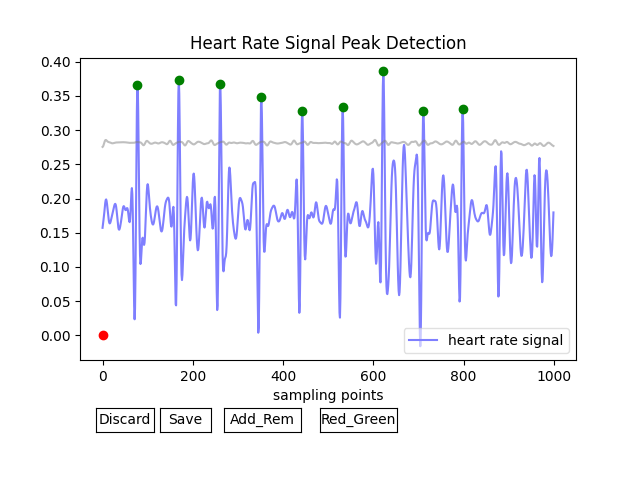 Heart Rate Signal Peak Detection
0.40
0.35
0.30
0.25
0.20
0.15
0.10
0.05
0.00
heart rate signal
0 200 400 600 800 1000
sampling points
Discard Save Add_Rem Red_Green